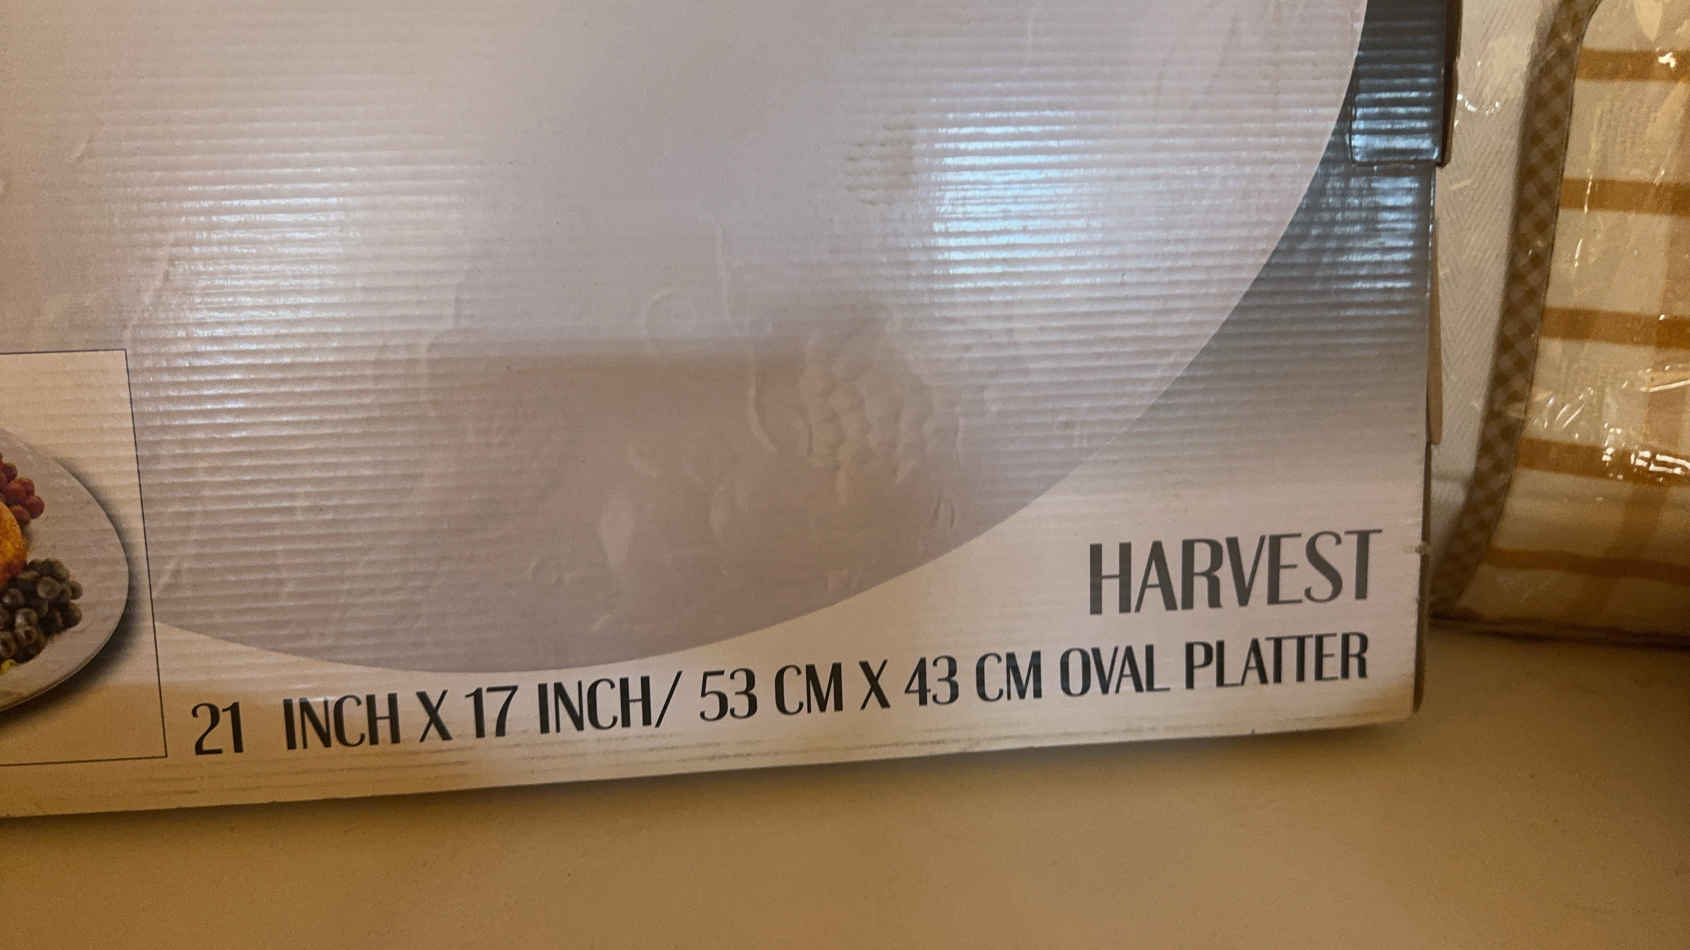 HARVEST
21 INCH X 17 INCH/ 53 CM X 43 CM OVAL PLATTER